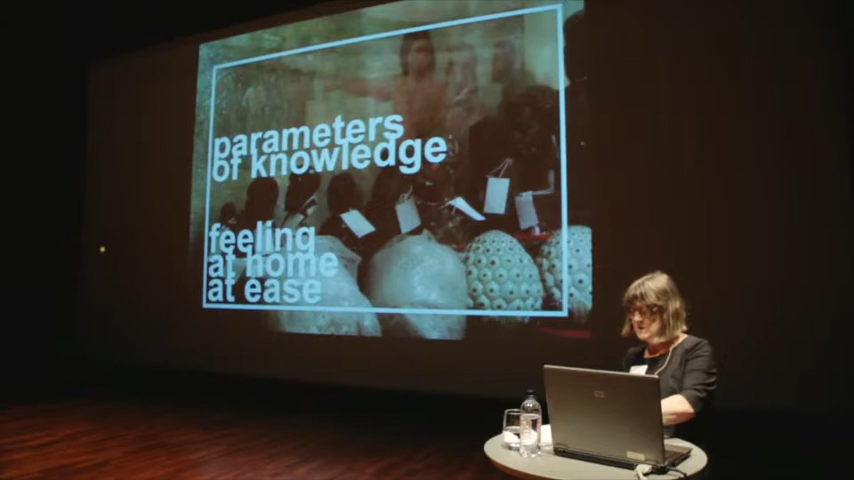 parameters
of knowledge
feeling
at home
at ease